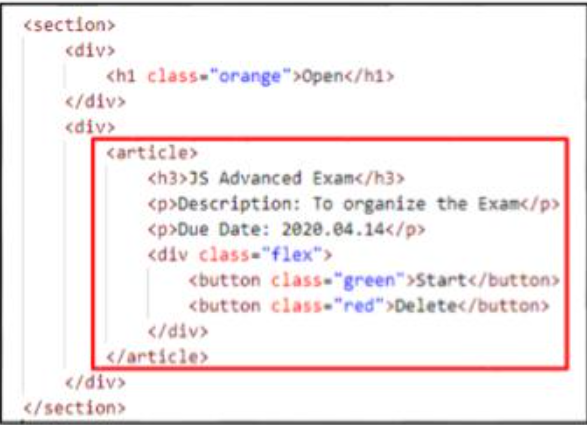 <section>
<div>
<h1 class="orange">Open</h1>
</div>
<div>
<article>
<h3>JS Advanced Exam</h3>
<p>Description: To organize the Exam</p>
<p>Due Date: 2020.04.14</p>
<div class="flex">
<button class="green">Start</button>
<button class="red">Delete</button>
</div>
</article>
</div>
</section>